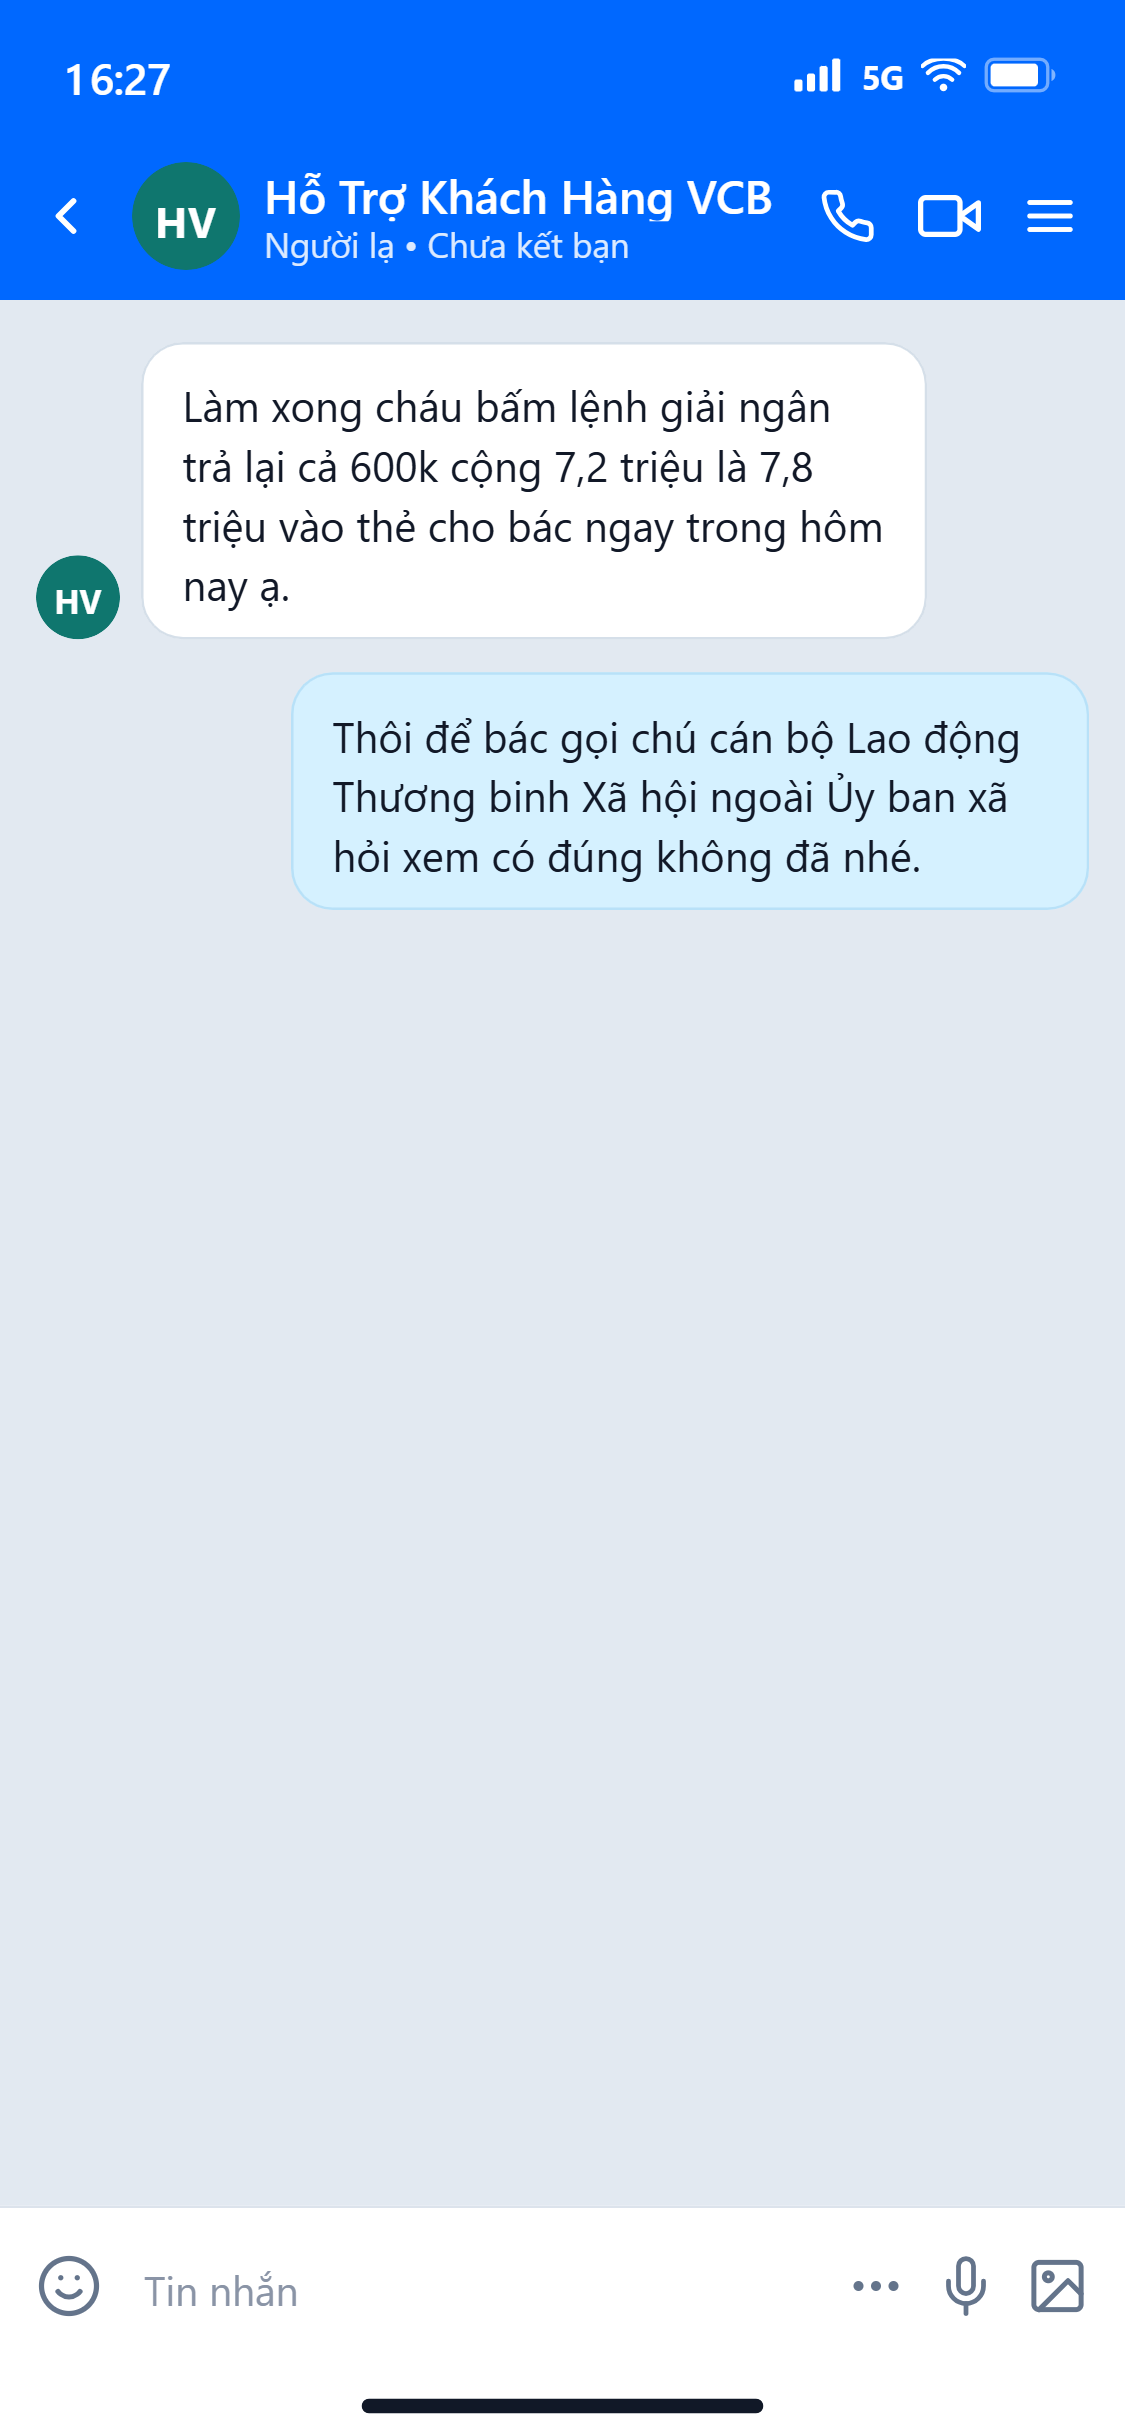 16:27
5G
HV
Hỗ Trợ Khách Hàng VCB
Người lạ • Chưa kết bạn
Làm xong cháu bấm lệnh giải ngân
trả lại cả 600k cộng 7,2 triệu là 7,8
triệu vào thẻ cho bác ngay trong hôm
nay ạ.
HV
Thôi để bác gọi chú cán bộ Lao động
Thương binh Xã hội ngoài Ủy ban xã
hỏi xem có đúng không đã nhé.
Tin nhắn